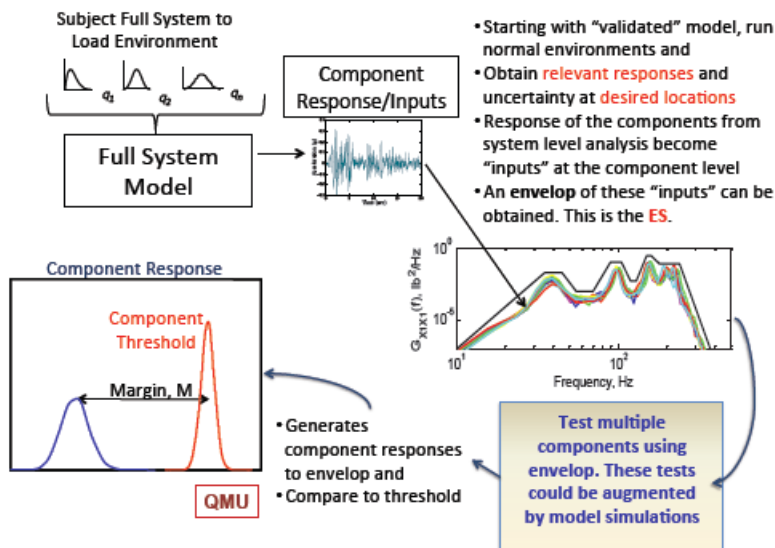 Subject Full System to
Load Environment
q1 q2 qn
Full System
Model
Component
Response/Inputs
•Starting with “validated” model, run
normal environments and
•Obtain relevant responses and
uncertainty at desired locations
•Response of the components from
system level analysis become
“inputs” at the component level
•An envelop of these “inputs” can be
obtained. This is the ES.
Component Response
Component
Threshold
Margin, M
QMU
GX1X1(f), lb2/Hz
10^0
10^-5
10^1
10^2
Frequency, Hz
•Generates
component responses
to envelop and
•Compare to threshold
Test multiple
components using
envelop. These tests
could be augmented
by model simulations